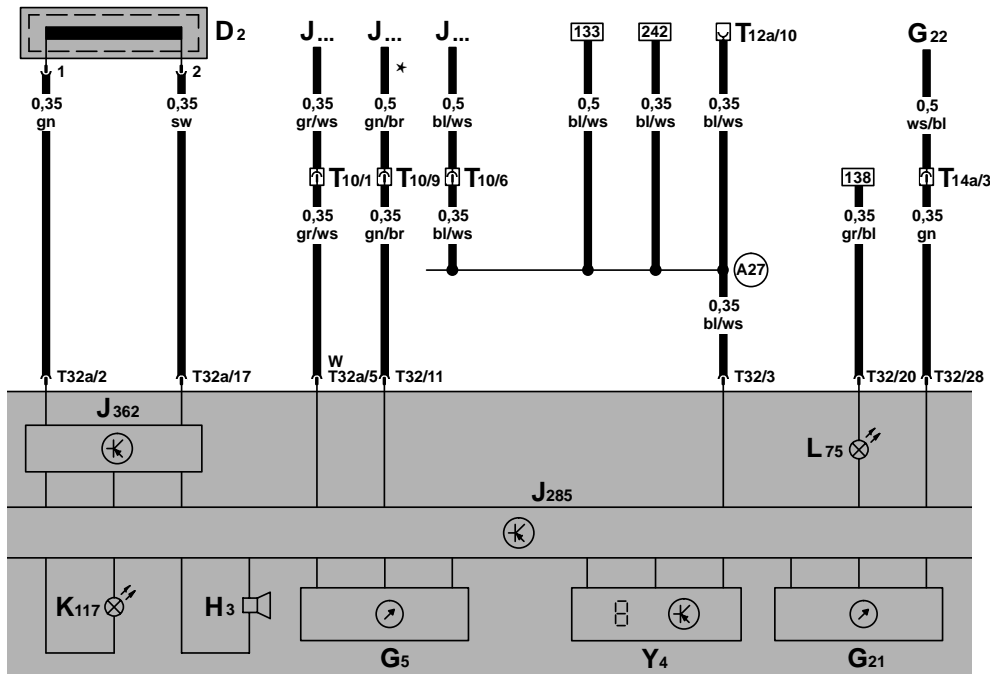 D2 J... J... J... 133 242 T12a/10 G22
1 2 *
0,35 gn
0,35 sw
0,35 gr/ws
0,5 gn/br
0,5 bl/ws
0,5 bl/ws
0,35 bl/ws
0,35 bl/ws
0,5 ws/bl
T10/1 T10/9 T10/6 138 T14a/3
0,35 gr/ws
0,35 gn/br
0,35 bl/ws
0,35 gr/bl
0,35 gn
A27
0,35 bl/ws
W
T32a/2 T32a/17 T32a/5 T32/11 T32/3 T32/20 T32/28
J362
L75
J285
K117 H3
G5 Y4 G21